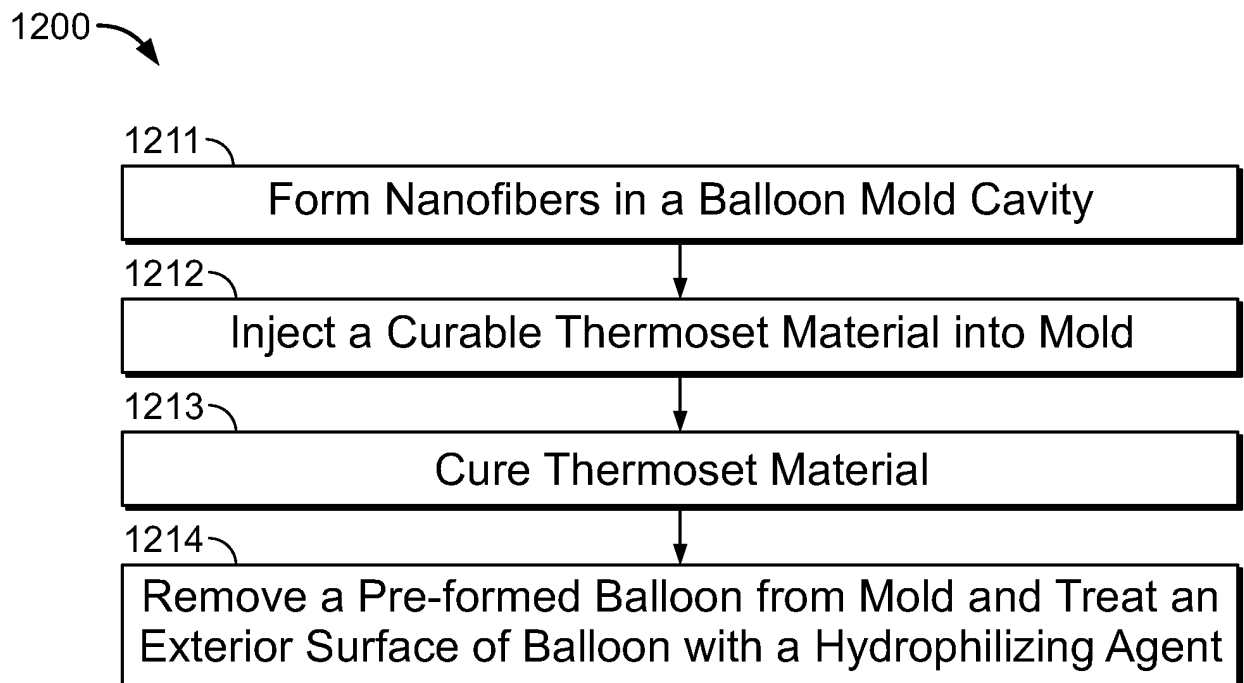 1200
1211
Form Nanofibers in a Balloon Mold Cavity
1212
Inject a Curable Thermoset Material into Mold
1213
Cure Thermoset Material
1214
Remove a Pre-formed Balloon from Mold and Treat an
Exterior Surface of Balloon with a Hydrophilizing Agent